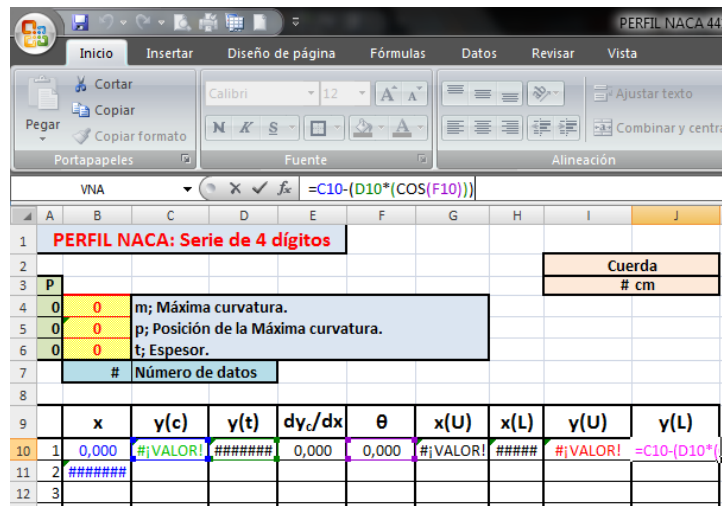 PERFIL NACA 44
Inicio Insertar Diseño de página Fórmulas Datos Revisar Vista
Cortar
Copiar
Copiar formato
Pegar
Calibri 12 A A
N K S A
Ajustar texto
Combinar y centra
Portapapeles Fuente Alineación
VNA fx =C10-(D10*(COS(F10)))
A B C D E F G H I J
1 PERFIL NACA: Serie de 4 dígitos
2 Cuerda
3 P # cm
4 0 0 m; Máxima curvatura.
5 0 0 p; Posición de la Máxima curvatura.
6 0 0 t; Espesor.
7 # Número de datos
8
9 x y(c) y(t) dyc/dx θ x(U) x(L) y(U) y(L)
10 1 0,000 #¡VALOR! ####### 0,000 0,000 #¡VALOR! ##### #¡VALOR! =C10-(D10*(
11 2 #######
12 3